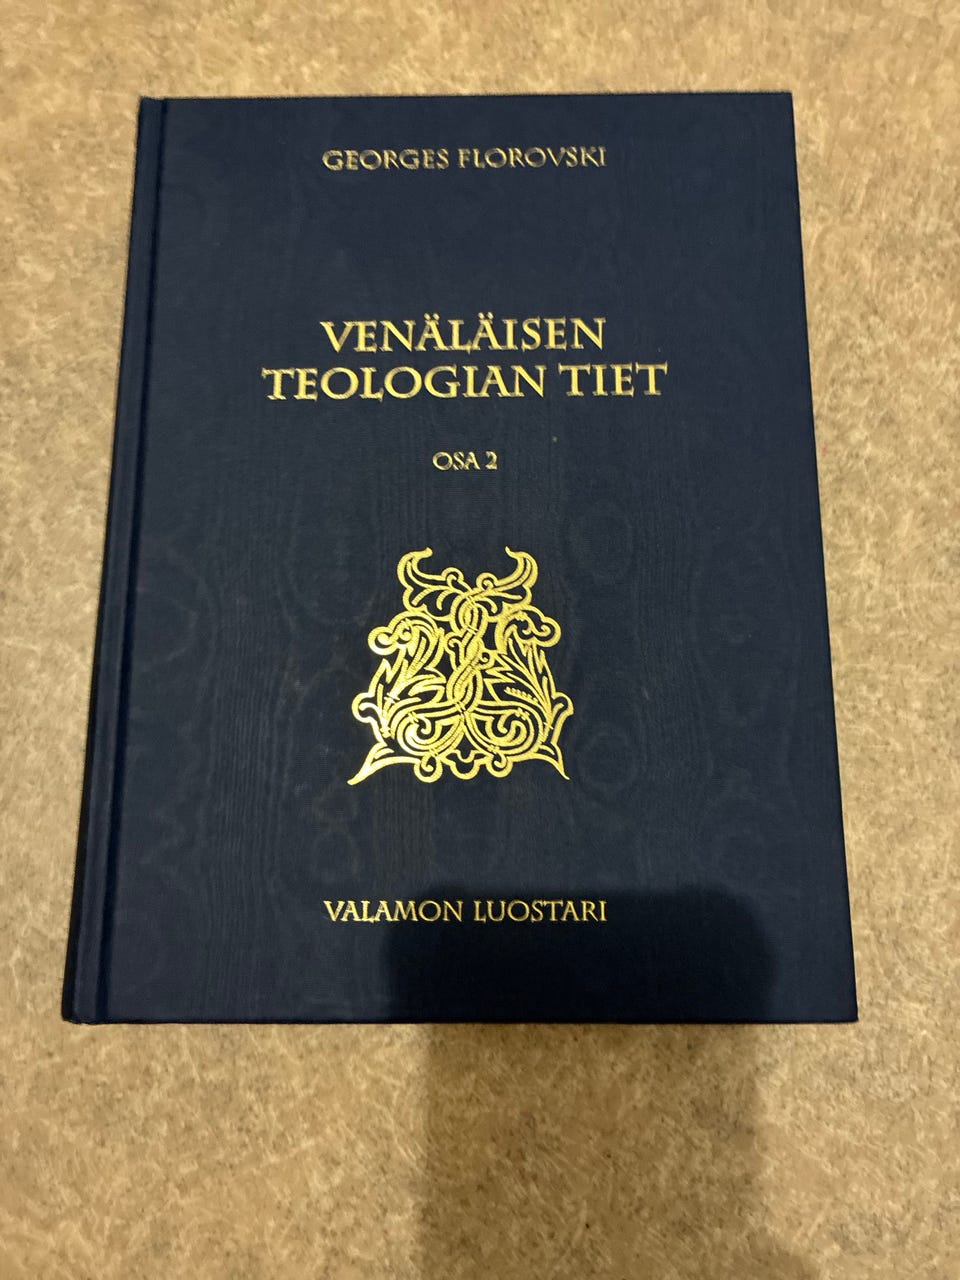 GEORGES FLOROVSKI
VENÄLÄISEN
TEOLOGIAN TIET
OSA 2
VALAMON LUOSTARI